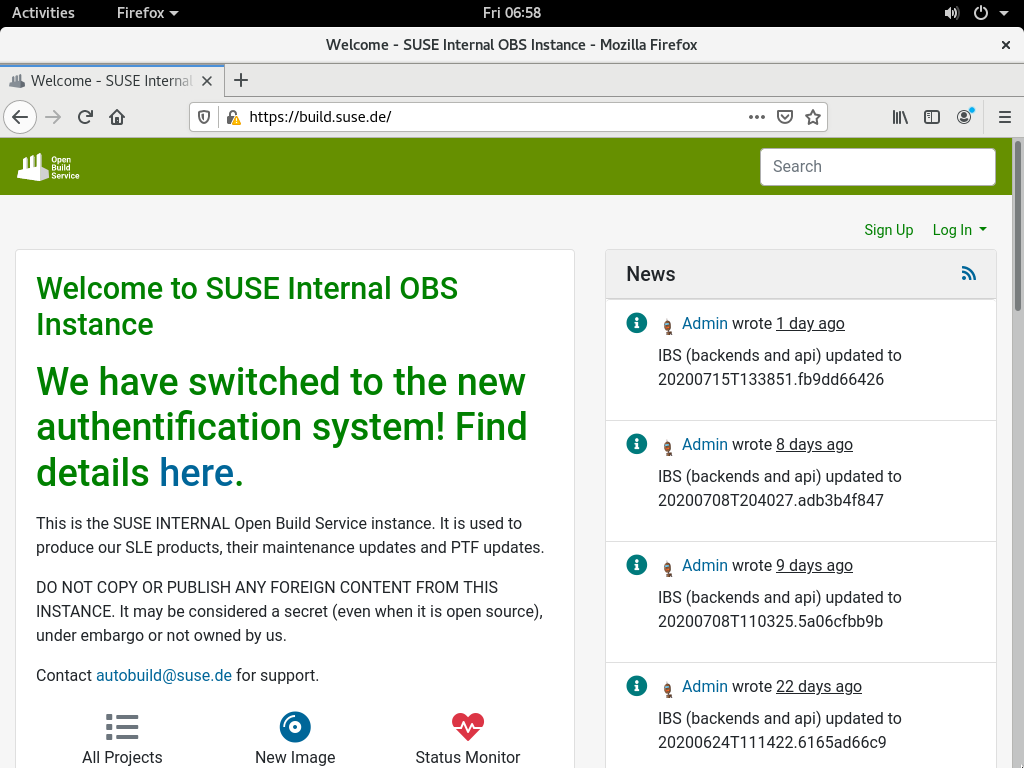 Activities
Firefox
Fri 06:58
Welcome - SUSE Internal OBS Instance - Mozilla Firefox
Welcome - SUSE Internal
https://build.suse.de/
Open
Build
Service
Search
Sign Up
Log In
Welcome to SUSE Internal OBS
Instance
We have switched to the new
authentification system! Find
details here.
This is the SUSE INTERNAL Open Build Service instance. It is used to
produce our SLE products, their maintenance updates and PTF updates.
DO NOT COPY OR PUBLISH ANY FOREIGN CONTENT FROM THIS
INSTANCE. It may be considered a secret (even when it is open source),
under embargo or not owned by us.
Contact autobuild@suse.de for support.
All Projects
New Image
Status Monitor
News
Admin wrote 1 day ago
IBS (backends and api) updated to
20200715T133851.fb9dd66426
Admin wrote 8 days ago
IBS (backends and api) updated to
20200708T204027.adb3b4f847
Admin wrote 9 days ago
IBS (backends and api) updated to
20200708T110325.5a06cfbb9b
Admin wrote 22 days ago
IBS (backends and api) updated to
20200624T111422.6165ad66c9